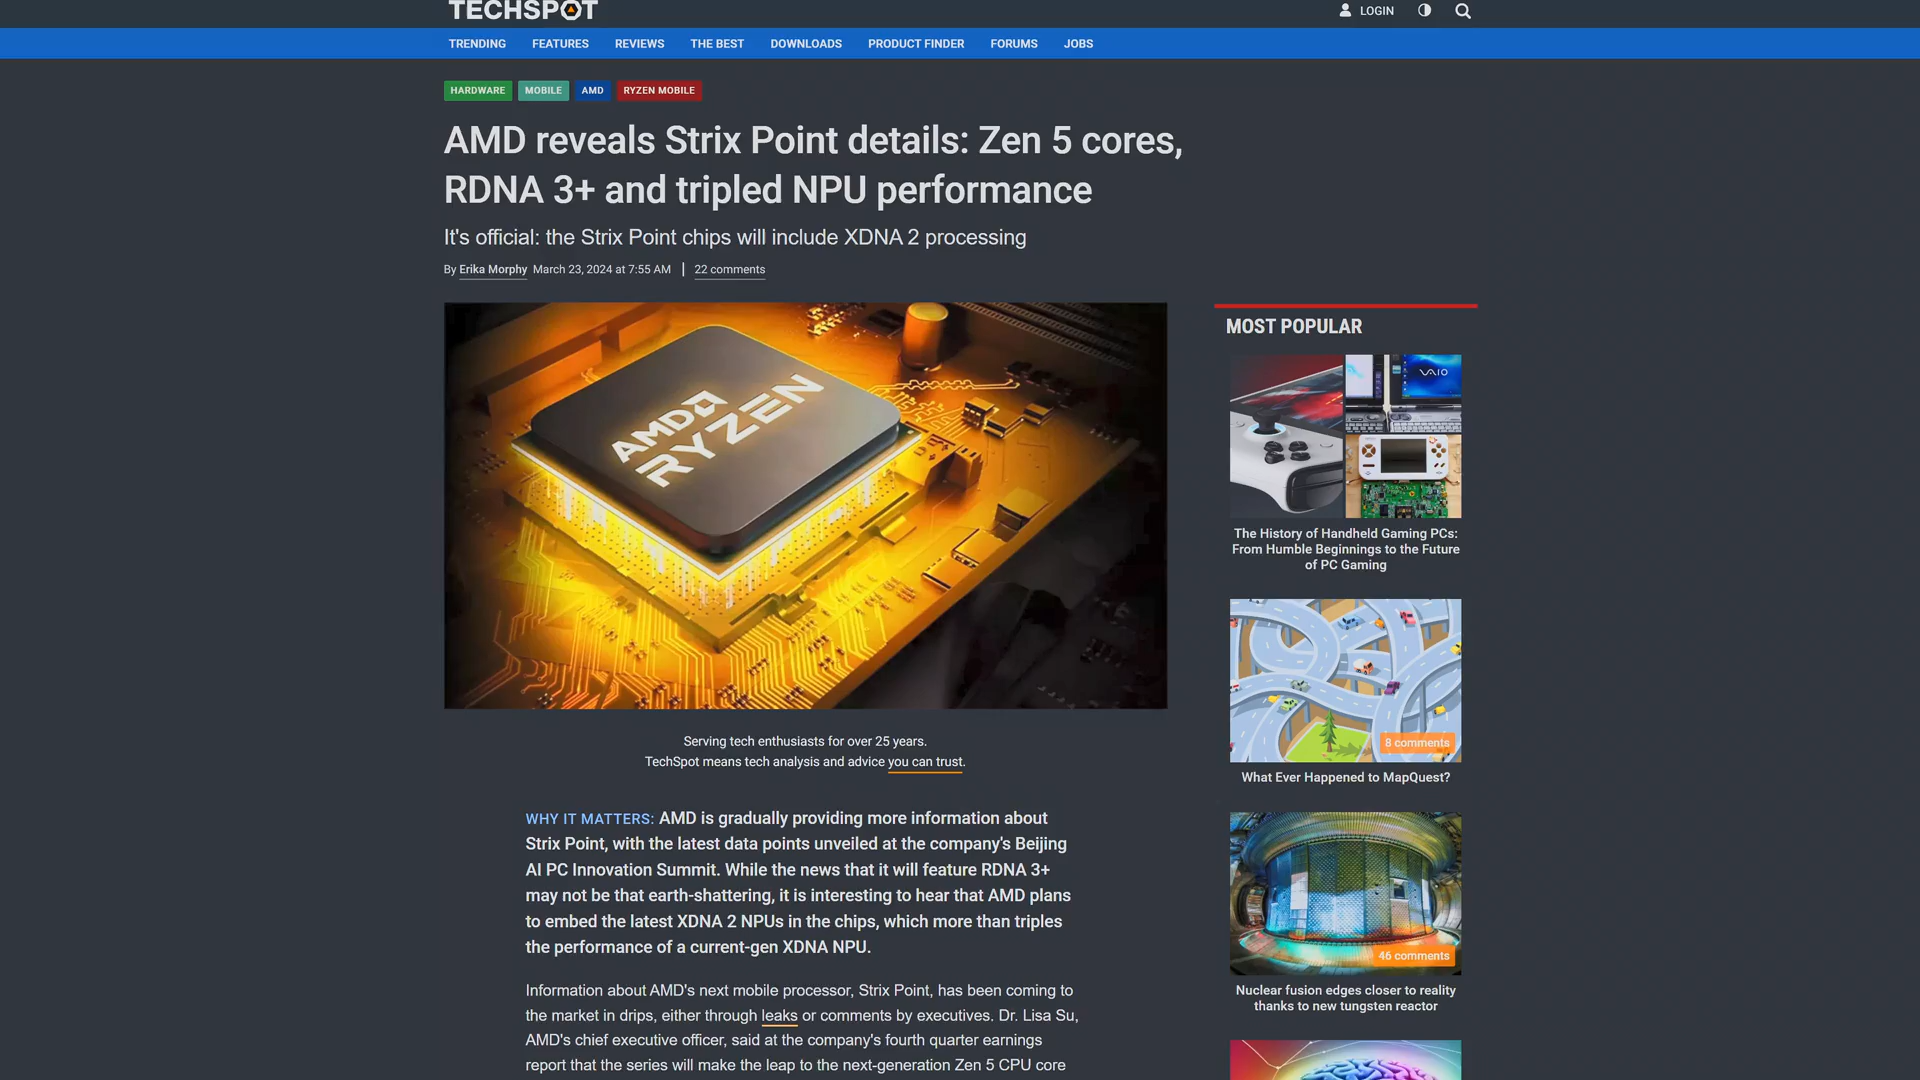 TECHSPOT
LOGIN
TRENDING FEATURES REVIEWS THE BEST DOWNLOADS PRODUCT FINDER FORUMS JOBS
HARDWARE MOBILE AMD RYZEN MOBILE
AMD reveals Strix Point details: Zen 5 cores,
RDNA 3+ and tripled NPU performance
It's official: the Strix Point chips will include XDNA 2 processing
By Erika Morphy March 23, 2024 at 7:55 AM | 22 comments
AMD
RYZEN
Serving tech enthusiasts for over 25 years.
TechSpot means tech analysis and advice you can trust.
WHY IT MATTERS: AMD is gradually providing more information about
Strix Point, with the latest data points unveiled at the company's Beijing
AI PC Innovation Summit. While the news that it will feature RDNA 3+
may not be that earth-shattering, it is interesting to hear that AMD plans
to embed the latest XDNA 2 NPUs in the chips, which more than triples
the performance of a current-gen XDNA NPU.
Information about AMD's next mobile processor, Strix Point, has been coming to
the market in drips, either through leaks or comments by executives. Dr. Lisa Su,
AMD's chief executive officer, said at the company's fourth quarter earnings
report that the series will make the leap to the next-generation Zen 5 CPU core
MOST POPULAR
VAIO
The History of Handheld Gaming PCs:
From Humble Beginnings to the Future
of PC Gaming
8 comments
What Ever Happened to MapQuest?
46 comments
Nuclear fusion edges closer to reality
thanks to new tungsten reactor